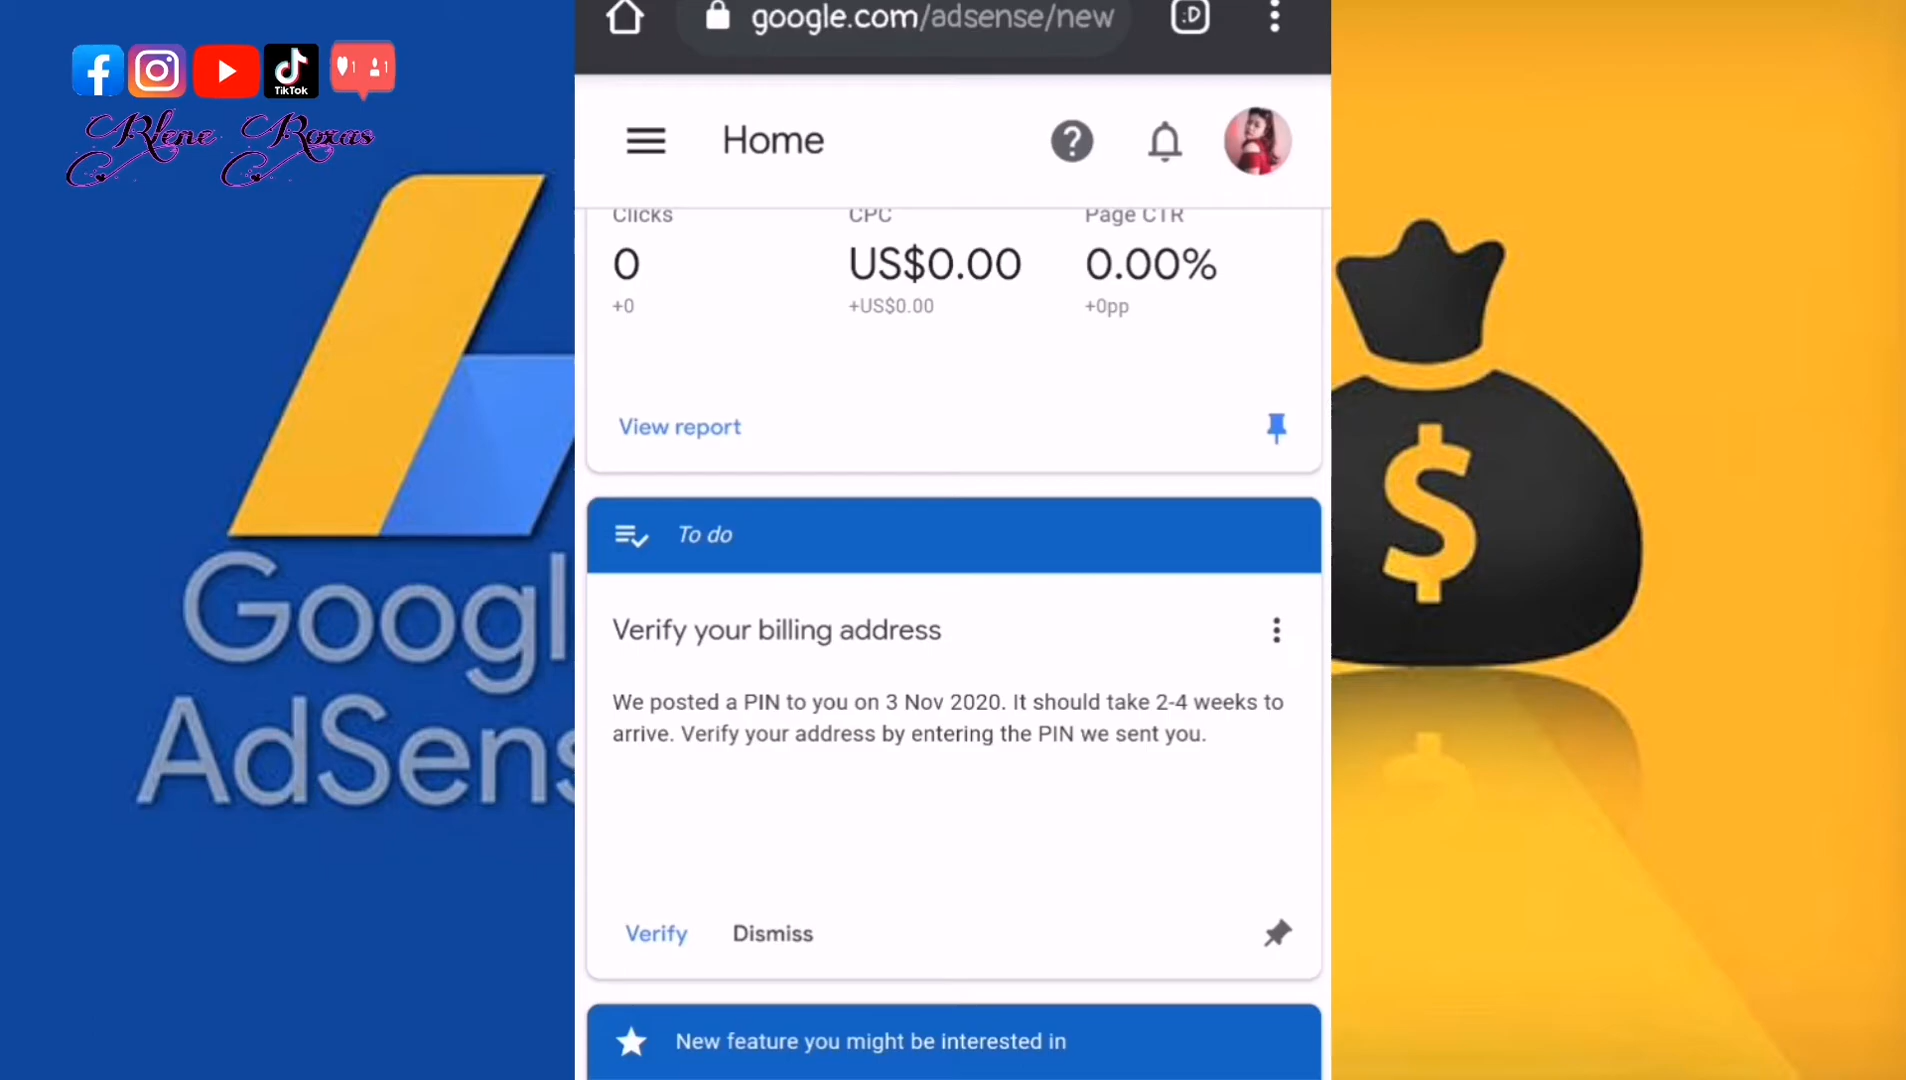 google.com/adsense/new
:D
TikTok
1 1
Rlene Roxas
Home
Clicks CPC Page CTR
0 US$0.00 0.00%
+0 +US$0.00 +0pp
View report
To do
Verify your billing address
We posted a PIN to you on 3 Nov 2020. It should take 2-4 weeks to
arrive. Verify your address by entering the PIN we sent you.
Verify Dismiss
New feature you might be interested in
Googl
AdSens
$